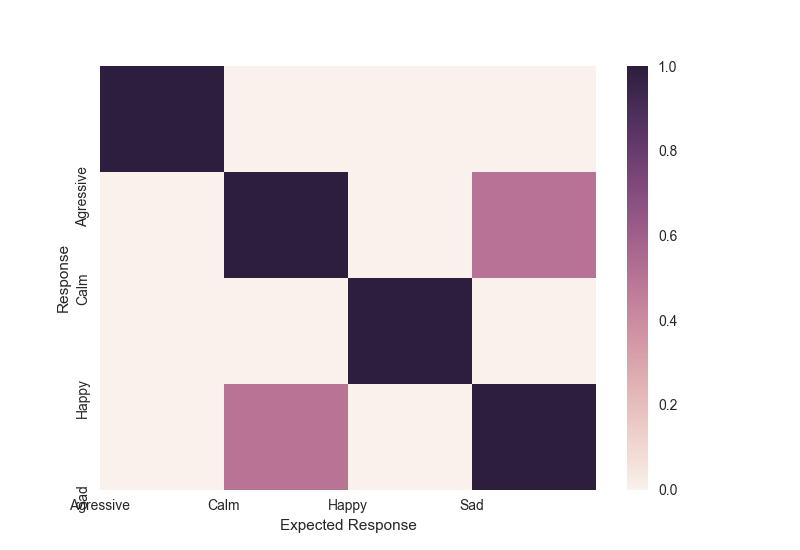 1.0
0.8
0.6
0.4
0.2
0.0
Response
Agressive
Calm
Happy
Sad
Agressive Calm Happy Sad
Expected Response